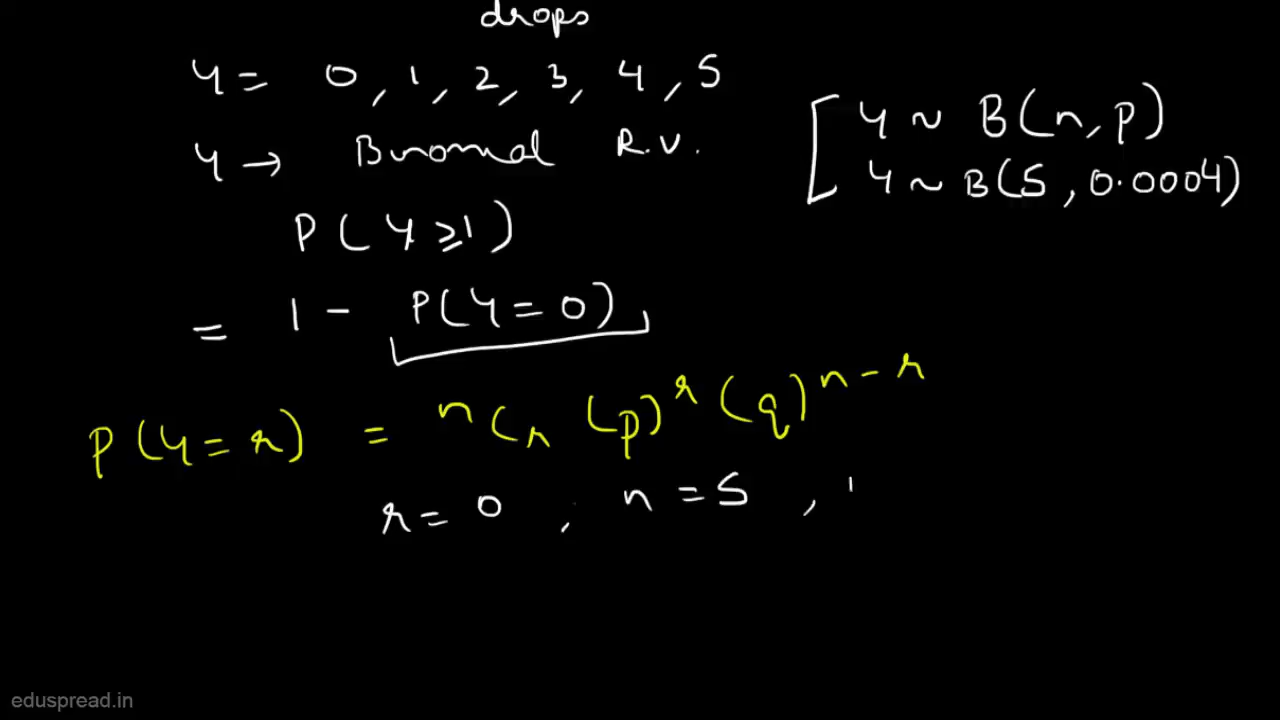 drops
Y = 0, 1, 2, 3, 4, 5
Y → Binomial R.V.
[ Y ~ B(n, p)
Y ~ B(5, 0.0004)
P(Y ≥ 1)
= 1 - P(Y = 0)
P(Y = r) = ⁿCᵣ (p)ʳ (q)ⁿ⁻ʳ
r = 0 , n = 5 ,
eduspread.in